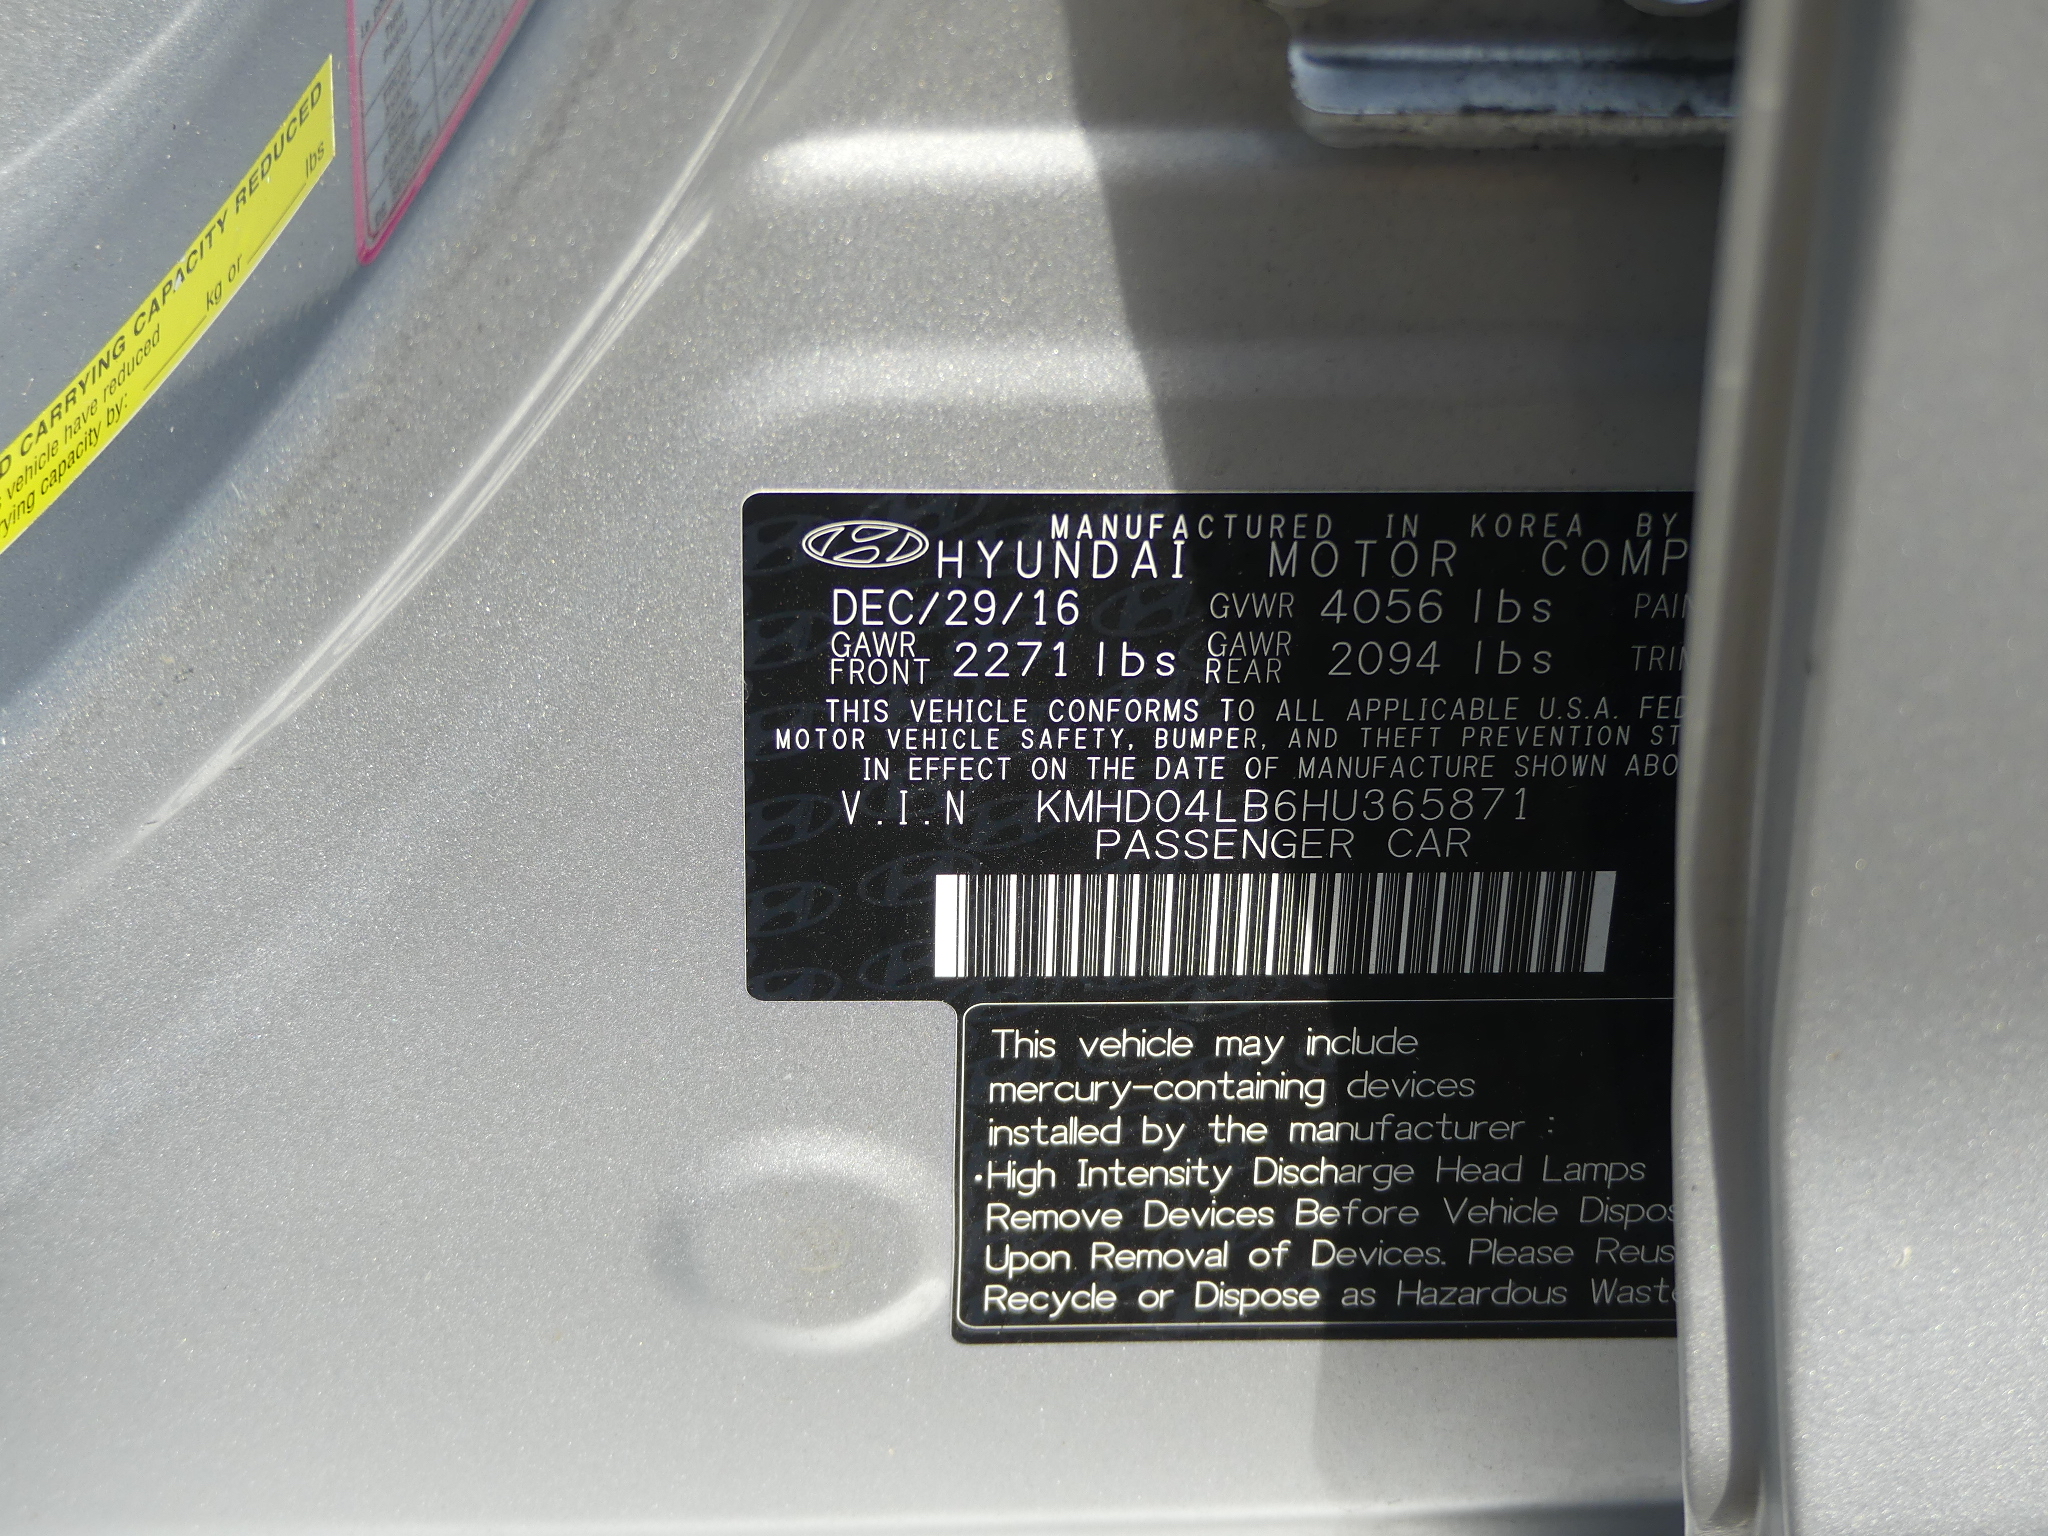 D CARRYING CAPACITY REDUCED
vehicle have reduced
rying capacity by: ____ kg or ____ lbs
MANUFACTURED IN KOREA BY
HYUNDAI MOTOR COMP
DEC/29/16 GVWR 4056 lbs PAIN
GAWR FRONT 2271 lbs GAWR REAR 2094 lbs TRIM
THIS VEHICLE CONFORMS TO ALL APPLICABLE U.S.A. FED
MOTOR VEHICLE SAFETY, BUMPER, AND THEFT PREVENTION ST
IN EFFECT ON THE DATE OF MANUFACTURE SHOWN ABO
V.I.N KMHD04LB6HU365871
PASSENGER CAR
This vehicle may include
mercury-containing devices
installed by the manufacturer :
·High Intensity Discharge Head Lamps
Remove Devices Before Vehicle Dispos
Upon Removal of Devices. Please Reus
Recycle or Dispose as Hazardous Waste